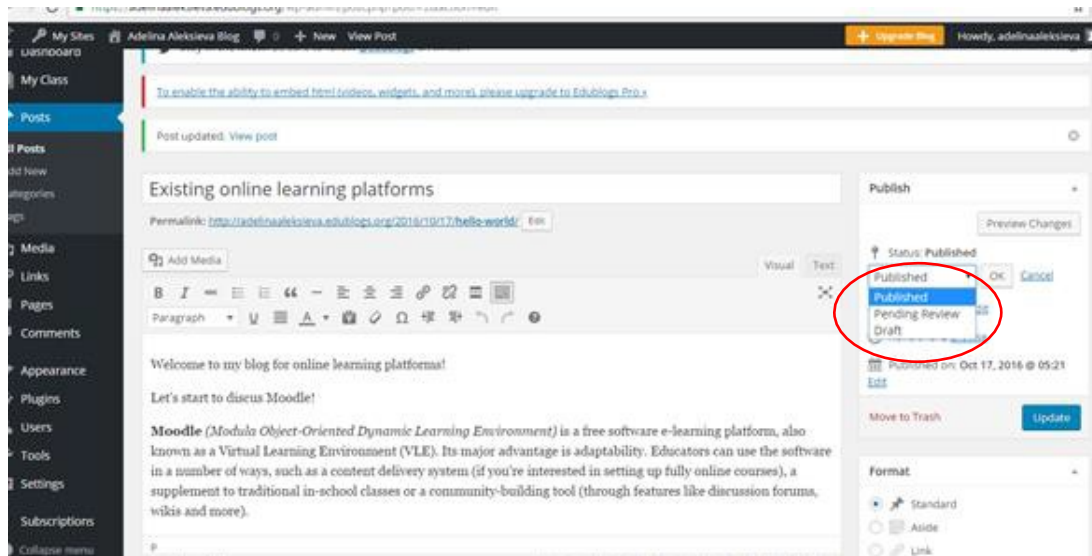 My Sites Adelina Aleksieva Blog 0 + New View Post Upgrade Blog Howdy, adelinaaleksieva
Dashboard
My Class
Posts
All Posts
Add New
Categories
Tags
Media
Links
Pages
Comments
Appearance
Plugins
Users
Tools
Settings
Subscriptions
Collapse menu
To enable the ability to embed html (videos, widgets, and more), please upgrade to Edublogs Pro »
Post updated. View post
Existing online learning platforms
Permalink: http://adelinaaleksieva.edublogs.org/2016/10/17/hello-world/ Edit
Add Media
Visual Text
B I
Paragraph U A Ω
Welcome to my blog for online learning platforms!
Let's start to discus Moodle!
Moodle (Modula Object-Oriented Dynamic Learning Environment) is a free software e-learning platform, also
known as a Virtual Learning Environment (VLE). Its major advantage is adaptability. Educators can use the software
in a number of ways, such as a content delivery system (if you're interested in setting up fully online courses), a
supplement to traditional in-school classes or a community-building tool (through features like discussion forums,
wikis and more).
P
Publish
Preview Changes
Status: Published
Published OK Cancel
Published
Pending Review
Draft
Published on: Oct 17, 2016 @ 05:21
Edit
Move to Trash Update
Format
Standard
Aside
Link